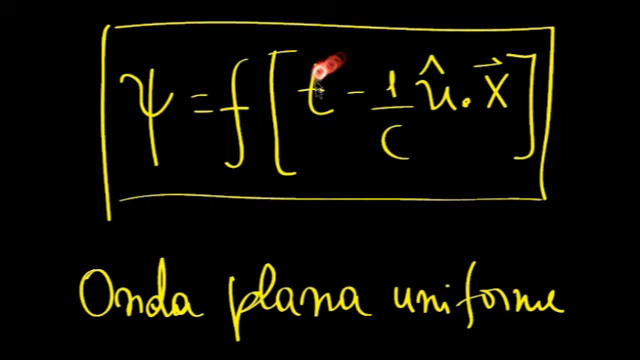 ψ = f [ t - 1/c û · x⃗ ]
Onda plana uniforme